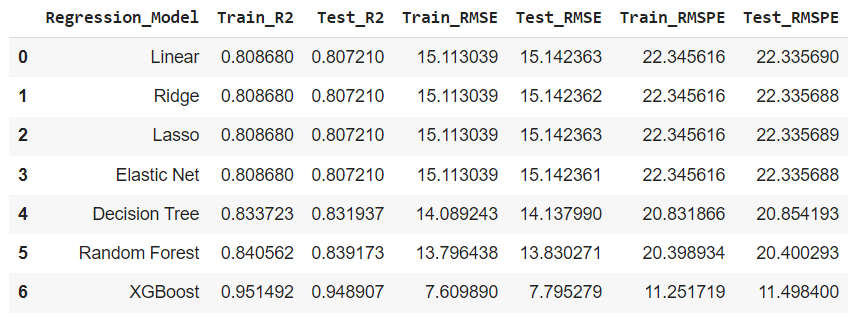 Regression_Model Train_R2 Test_R2 Train_RMSE Test_RMSE Train_RMSPE Test_RMSPE
0 Linear 0.808680 0.807210 15.113039 15.142363 22.345616 22.335690
1 Ridge 0.808680 0.807210 15.113039 15.142362 22.345616 22.335688
2 Lasso 0.808680 0.807210 15.113039 15.142363 22.345616 22.335689
3 Elastic Net 0.808680 0.807210 15.113039 15.142361 22.345616 22.335688
4 Decision Tree 0.833723 0.831937 14.089243 14.137990 20.831866 20.854193
5 Random Forest 0.840562 0.839173 13.796438 13.830271 20.398934 20.400293
6 XGBoost 0.951492 0.948907 7.609890 7.795279 11.251719 11.498400